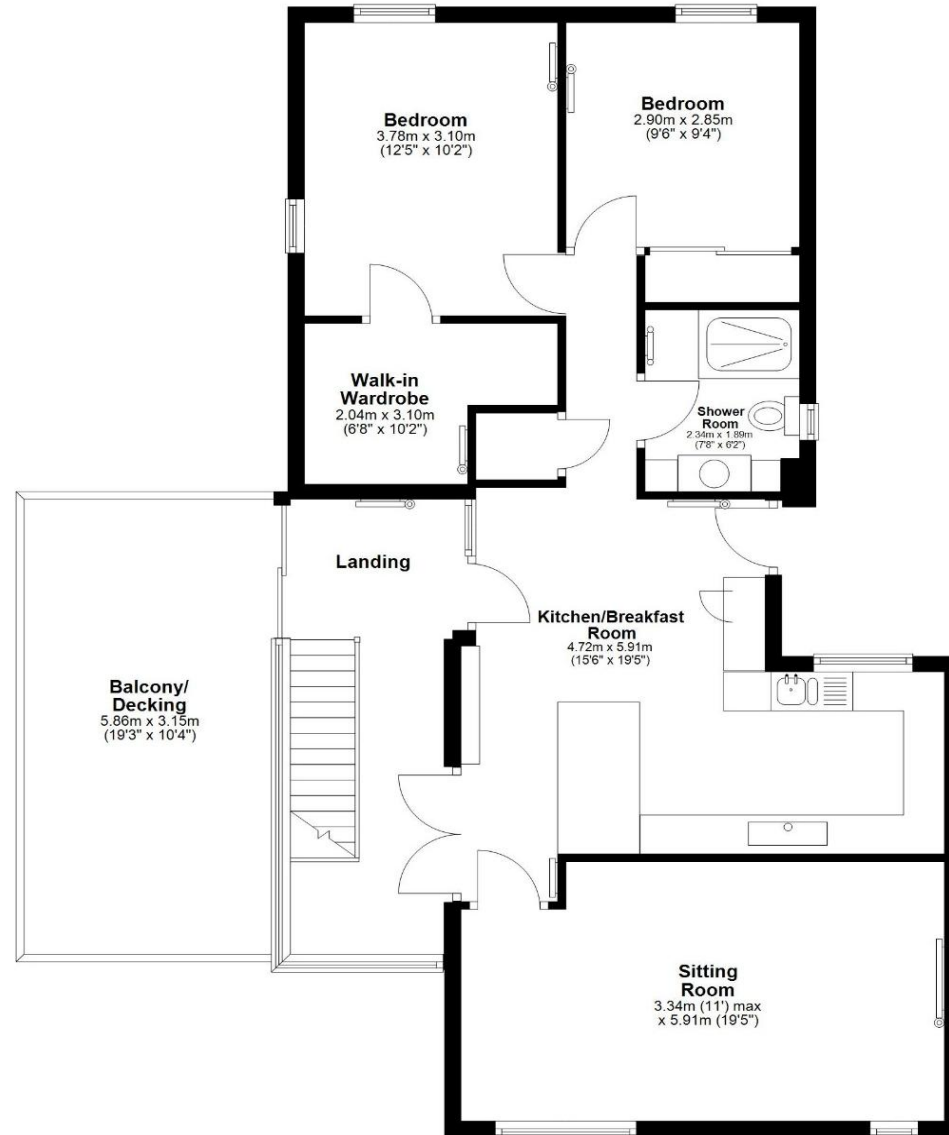 Bedroom
3.78m x 3.10m
(12'5" x 10'2")
Bedroom
2.90m x 2.85m
(9'6" x 9'4")
Walk-in
Wardrobe
2.04m x 3.10m
(6'8" x 10'2")
Shower
Room
2.34m x 1.89m
(7'8" x 6'2")
Landing
Kitchen/Breakfast
Room
4.72m x 5.91m
(15'6" x 19'5")
Balcony/
Decking
5.86m x 3.15m
(19'3" x 10'4")
Sitting
Room
3.34m (11') max
x 5.91m (19'5")